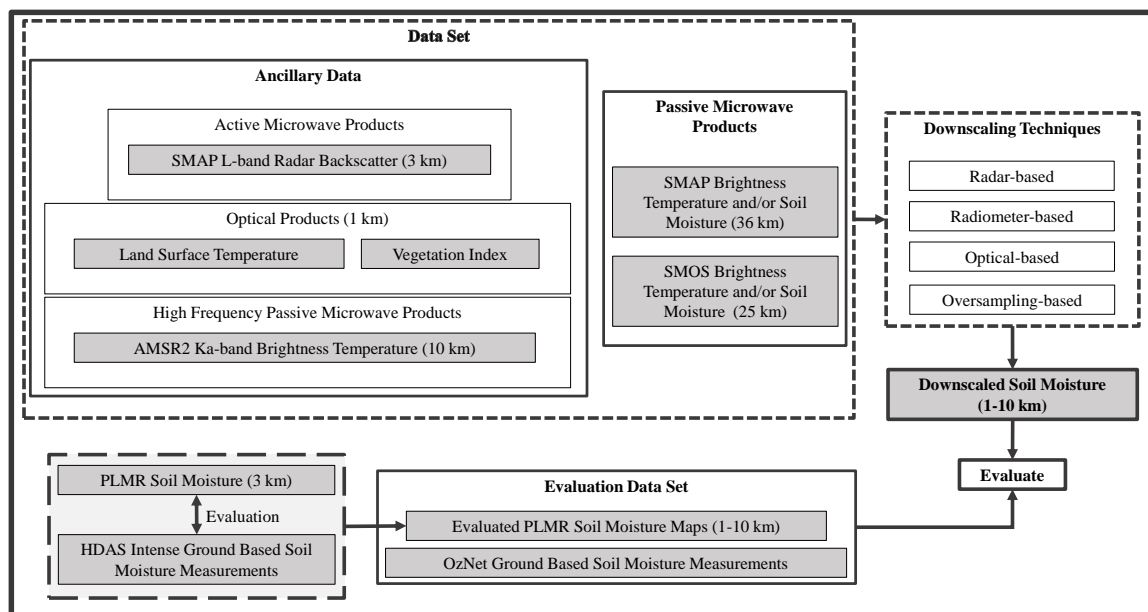 Data Set
Ancillary Data
Active Microwave Products
SMAP L-band Radar Backscatter (3 km)
Optical Products (1 km)
Land Surface Temperature
Vegetation Index
High Frequency Passive Microwave Products
AMSR2 Ka-band Brightness Temperature (10 km)
Passive Microwave
Products
SMAP Brightness
Temperature and/or Soil
Moisture (36 km)
SMOS Brightness
Temperature and/or Soil
Moisture (25 km)
Downscaling Techniques
Radar-based
Radiometer-based
Optical-based
Oversampling-based
Downscaled Soil Moisture
(1-10 km)
Evaluate
PLMR Soil Moisture (3 km)
Evaluation
HDAS Intense Ground Based Soil
Moisture Measurements
Evaluation Data Set
Evaluated PLMR Soil Moisture Maps (1-10 km)
OzNet Ground Based Soil Moisture Measurements